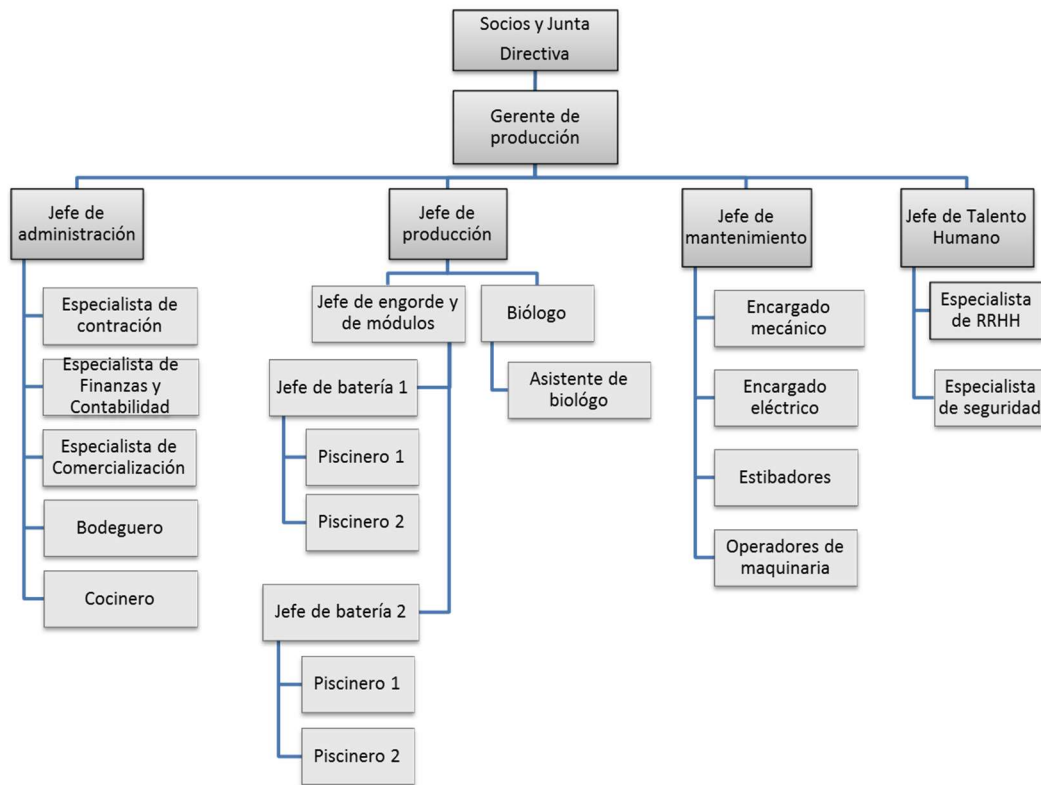 Socios y Junta
Directiva
Gerente de
producción
Jefe de
administración
Jefe de
producción
Jefe de
mantenimiento
Jefe de Talento
Humano
Especialista de
contración
Especialista de
Finanzas y
Contabilidad
Especialista de
Comercialización
Bodeguero
Cocinero
Jefe de engorde y
de módulos
Biólogo
Jefe de batería 1
Asistente de
biológo
Piscinero 1
Piscinero 2
Jefe de batería 2
Piscinero 1
Piscinero 2
Encargado
mecánico
Encargado
eléctrico
Estibadores
Operadores de
maquinaria
Especialista
de RRHH
Especialista
de seguridad